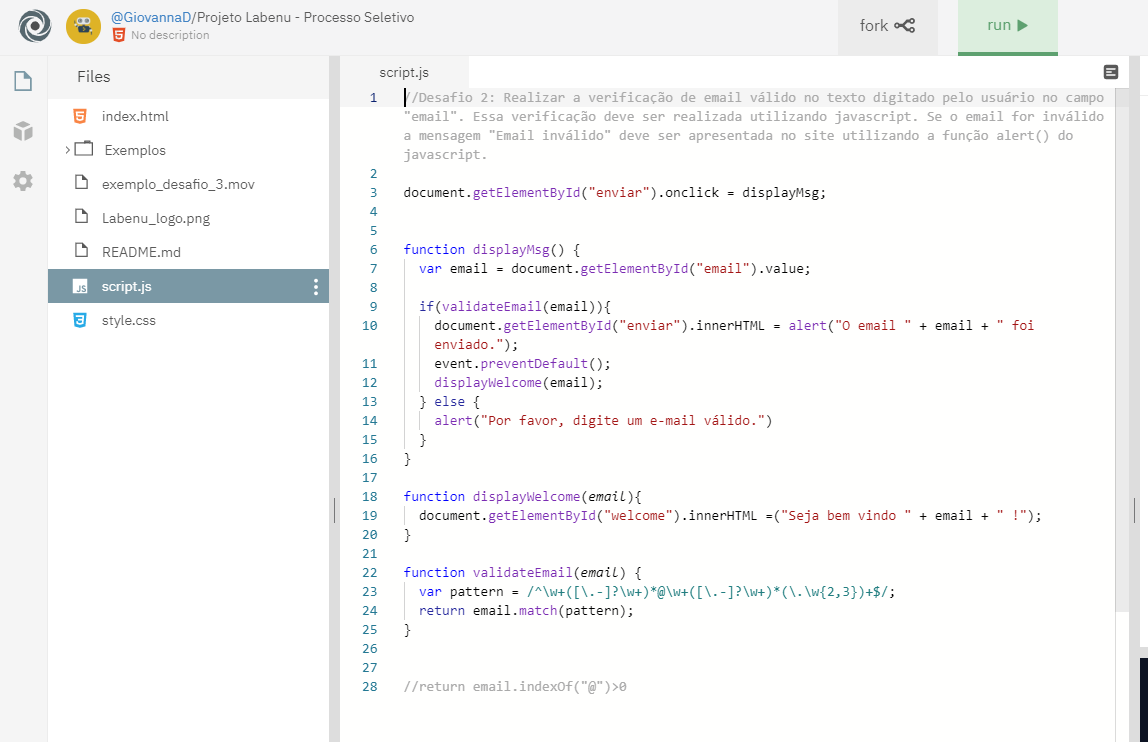 @GiovannaD/Projeto Labenu - Processo Seletivo
No description
fork
run
Files
index.html
Exemplos
exemplo_desafio_3.mov
Labenu_logo.png
README.md
script.js
style.css
script.js
1 //Desafio 2: Realizar a verificação de email válido no texto digitado pelo usuário no campo
"email". Essa verificação deve ser realizada utilizando javascript. Se o email for inválido
a mensagem "Email inválido" deve ser apresentada no site utilizando a função alert() do
javascript.
2
3 document.getElementById("enviar").onclick = displayMsg;
4
5
6 function displayMsg() {
7 var email = document.getElementById("email").value;
8
9 if(validateEmail(email)){
10 document.getElementById("enviar").innerHTML = alert("O email " + email + " foi
enviado.");
11 event.preventDefault();
12 displayWelcome(email);
13 } else {
14 alert("Por favor, digite um e-mail válido.")
15 }
16 }
17
18 function displayWelcome(email){
19 document.getElementById("welcome").innerHTML =("Seja bem vindo " + email + " !");
20 }
21
22 function validateEmail(email) {
23 var pattern = /^\w+([\.-]?\w+)*@\w+([\.-]?\w+)*(\.\w{2,3})+$/;
24 return email.match(pattern);
25 }
26
27
28 //return email.indexOf("@")>0